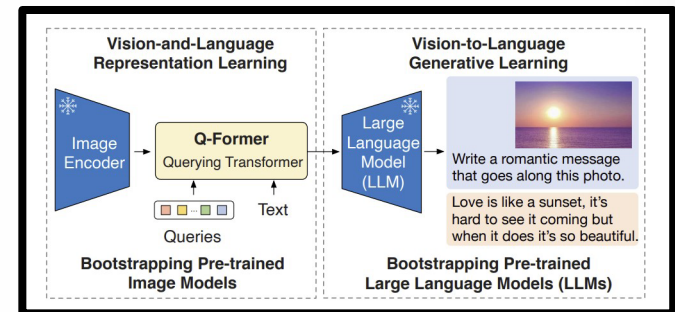 Vision-and-Language
Representation Learning
Image
Encoder
Q-Former
Querying Transformer
...
Queries
Text
Bootstrapping Pre-trained
Image Models
Vision-to-Language
Generative Learning
Large
Language
Model
(LLM)
Write a romantic message
that goes along this photo.
Love is like a sunset, it's
hard to see it coming but
when it does it's so beautiful.
Bootstrapping Pre-trained
Large Language Models (LLMs)